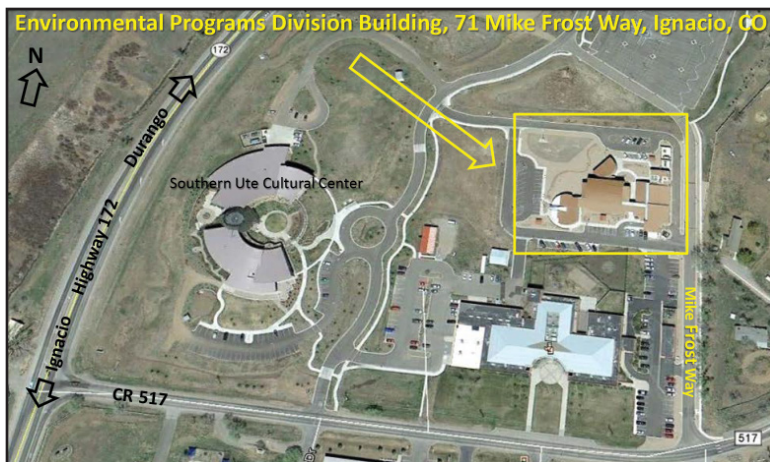 Environmental Programs Division Building, 71 Mike Frost Way, Ignacio, CO
N
172
Durango
Highway 172
Ignacio
Southern Ute Cultural Center
Mike Frost Way
CR 517
517
Dr